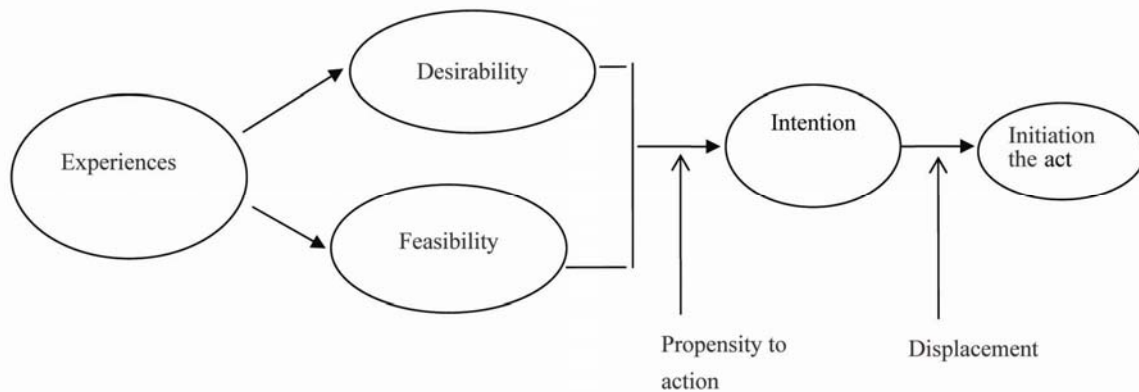 Experiences
Desirability
Feasibility
Intention
Initiation
the act
Propensity to
action
Displacement